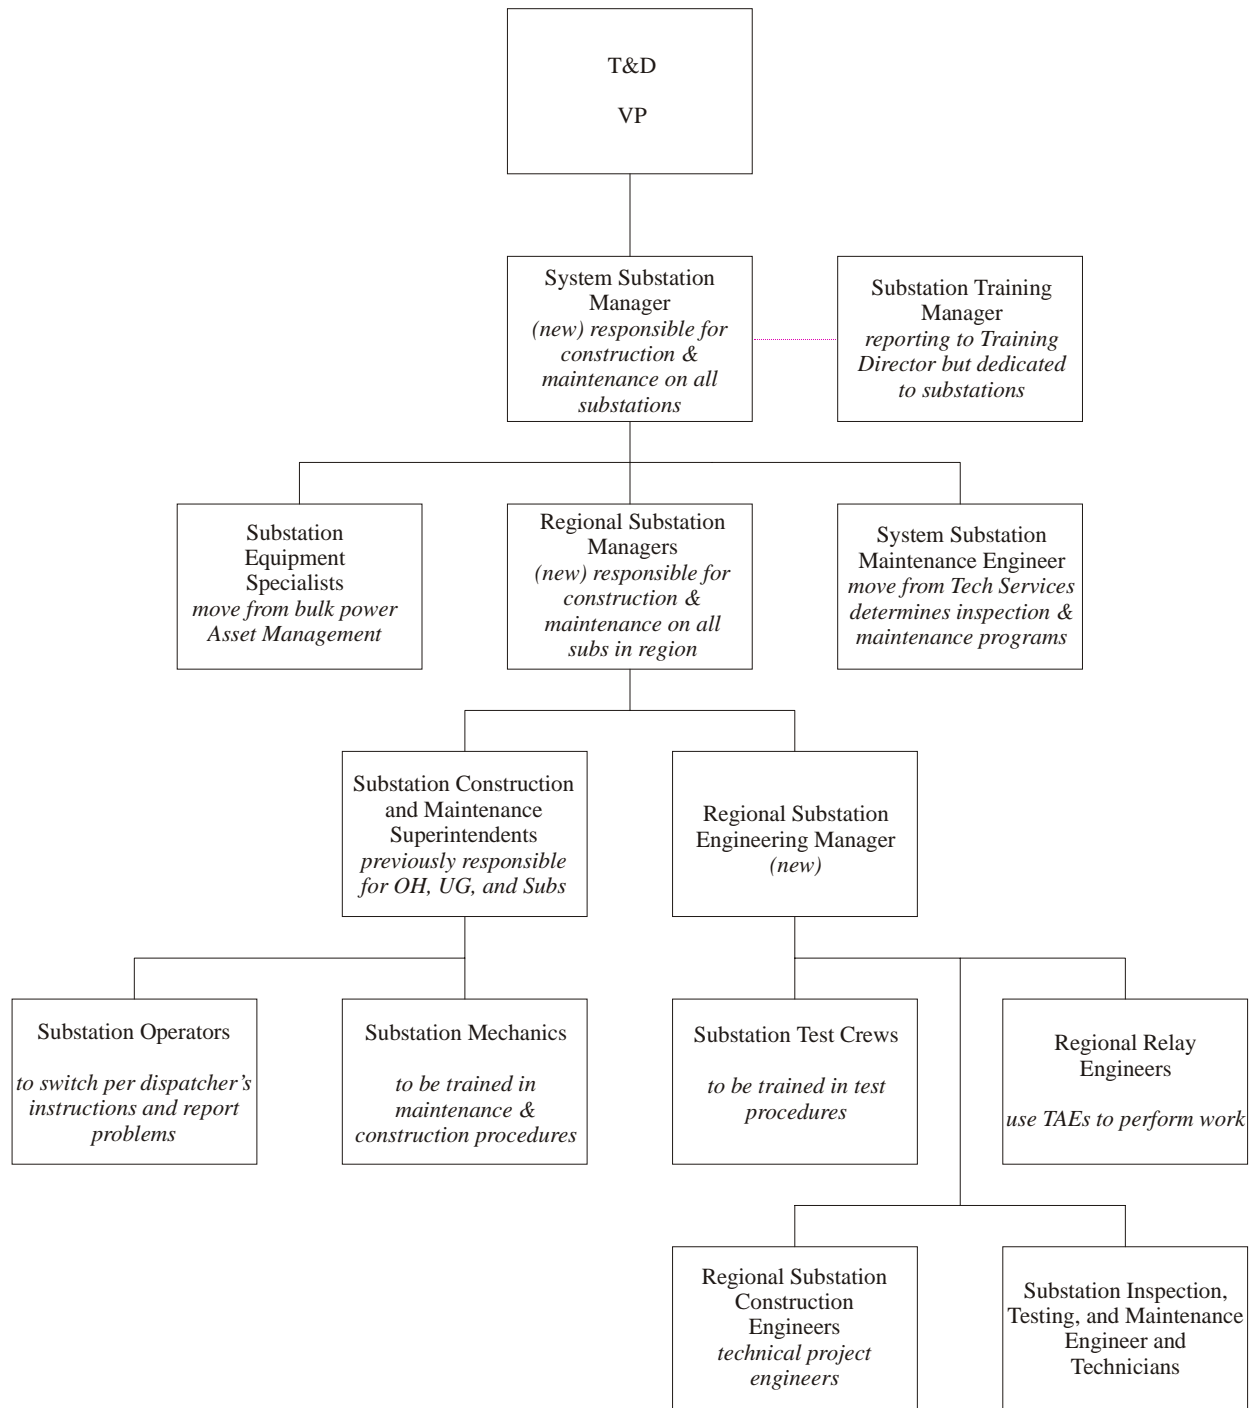 T&D
VP
System Substation
Manager
(new) responsible for
construction &
maintenance on all
substations
Substation Training
Manager
reporting to Training
Director but dedicated
to substations
Substation
Equipment
Specialists
move from bulk power
Asset Management
Regional Substation
Managers
(new) responsible for
construction &
maintenance on all
subs in region
System Substation
Maintenance Engineer
move from Tech Services
determines inspection &
maintenance programs
Substation Construction
and Maintenance
Superintendents
previously responsible
for OH, UG, and Subs
Regional Substation
Engineering Manager
(new)
Substation Operators
to switch per dispatcher's
instructions and report
problems
Substation Mechanics
to be trained in
maintenance &
construction procedures
Substation Test Crews
to be trained in test
procedures
Regional Relay
Engineers
use TAEs to perform work
Regional Substation
Construction
Engineers
technical project
engineers
Substation Inspection,
Testing, and Maintenance
Engineer and
Technicians